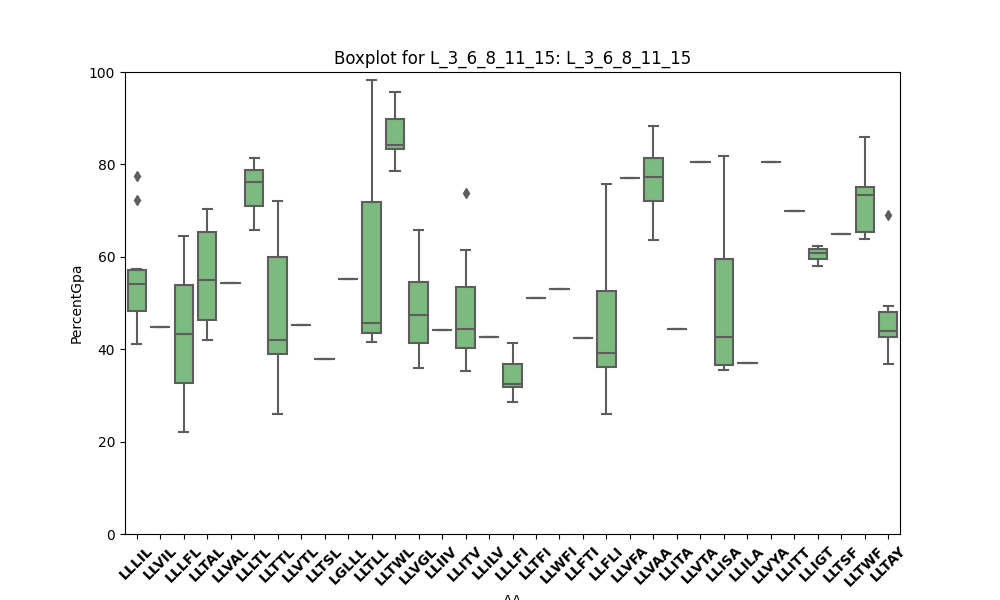 Boxplot for L_3_6_8_11_15: L_3_6_8_11_15
PercentGpa
100
80
60
40
20
0
LLLIL
LLVIL
LLLFL
LLTAL
LLVAL
LLLTL
LLTTL
LLVTL
LLTSL
LGLLL
LLTLL
LLTWL
LLVGL
LLIIV
LLITV
LLILV
LLLFI
LLTFI
LLWFI
LLFTI
LLFLI
LLVFA
LLVAA
LLITA
LLVTA
LLISA
LLILA
LLVYA
LLITT
LLIGT
LLTSF
LLTWF
LLTAY
AA